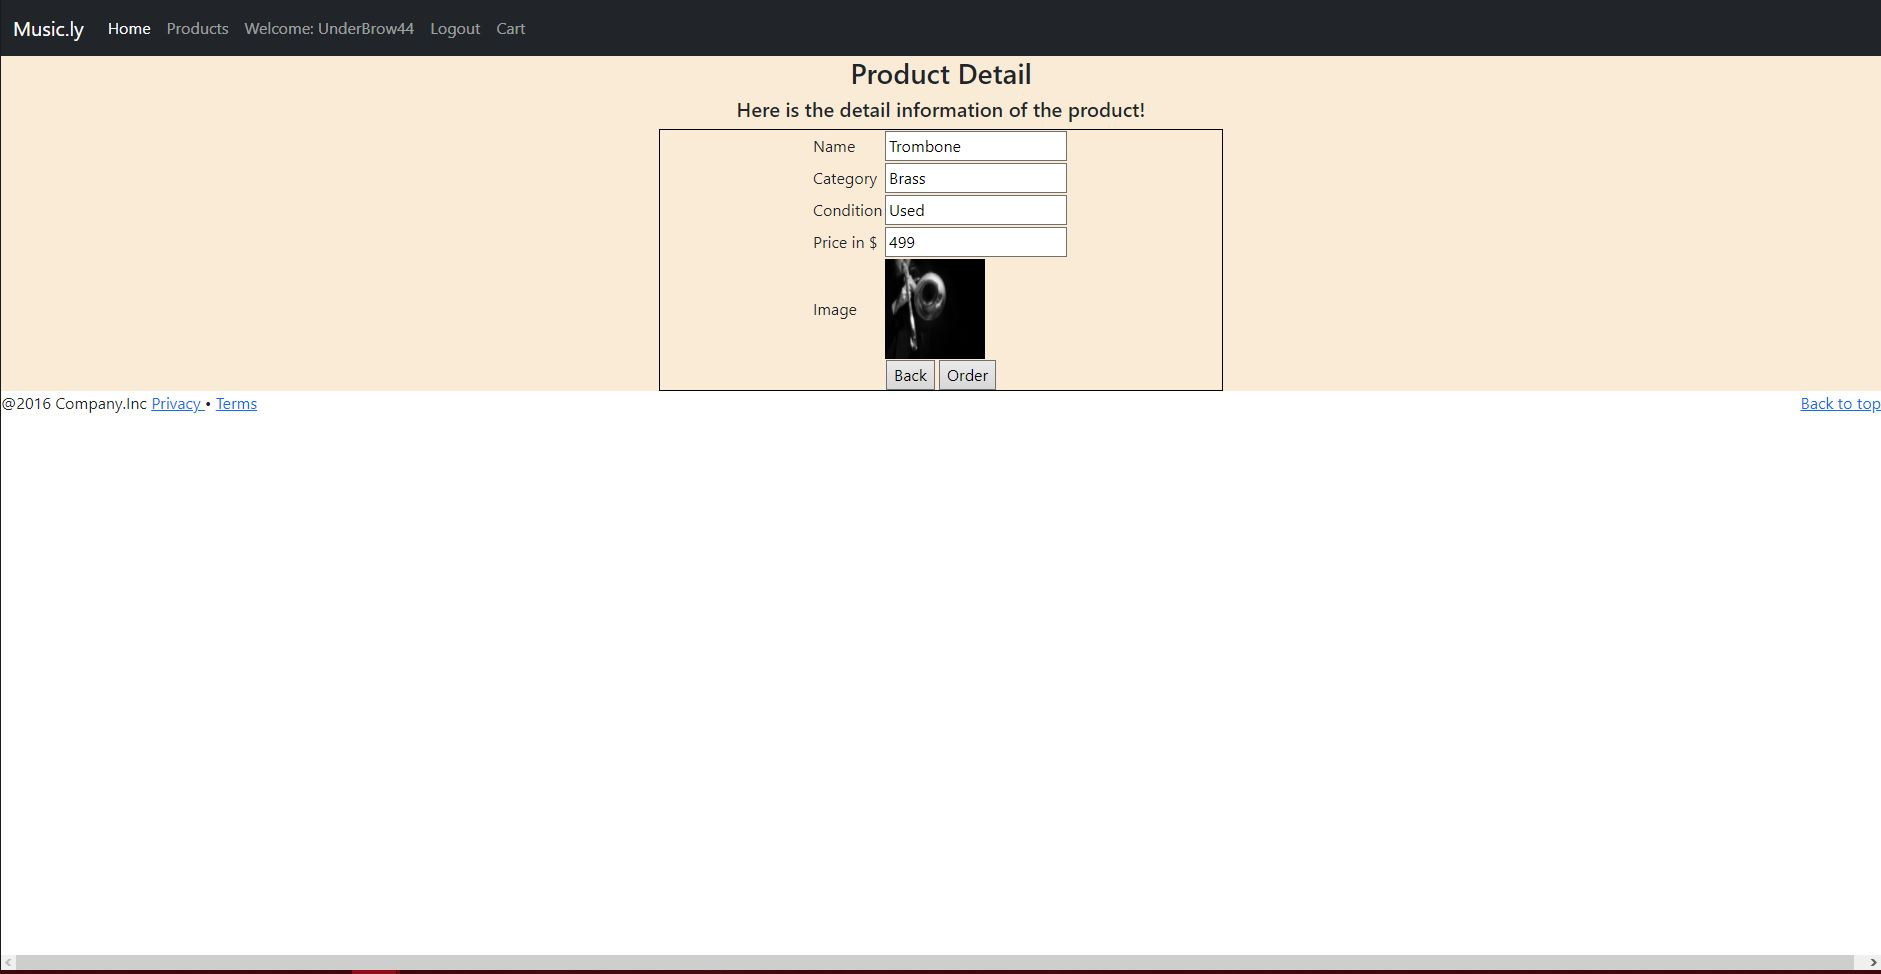 Music.ly Home Products Welcome: UnderBrow44 Logout Cart
Product Detail
Here is the detail information of the product!
Name Trombone
Category Brass
Condition Used
Price in $ 499
Image
Back Order
@2016 Company.Inc Privacy • Terms Back to top